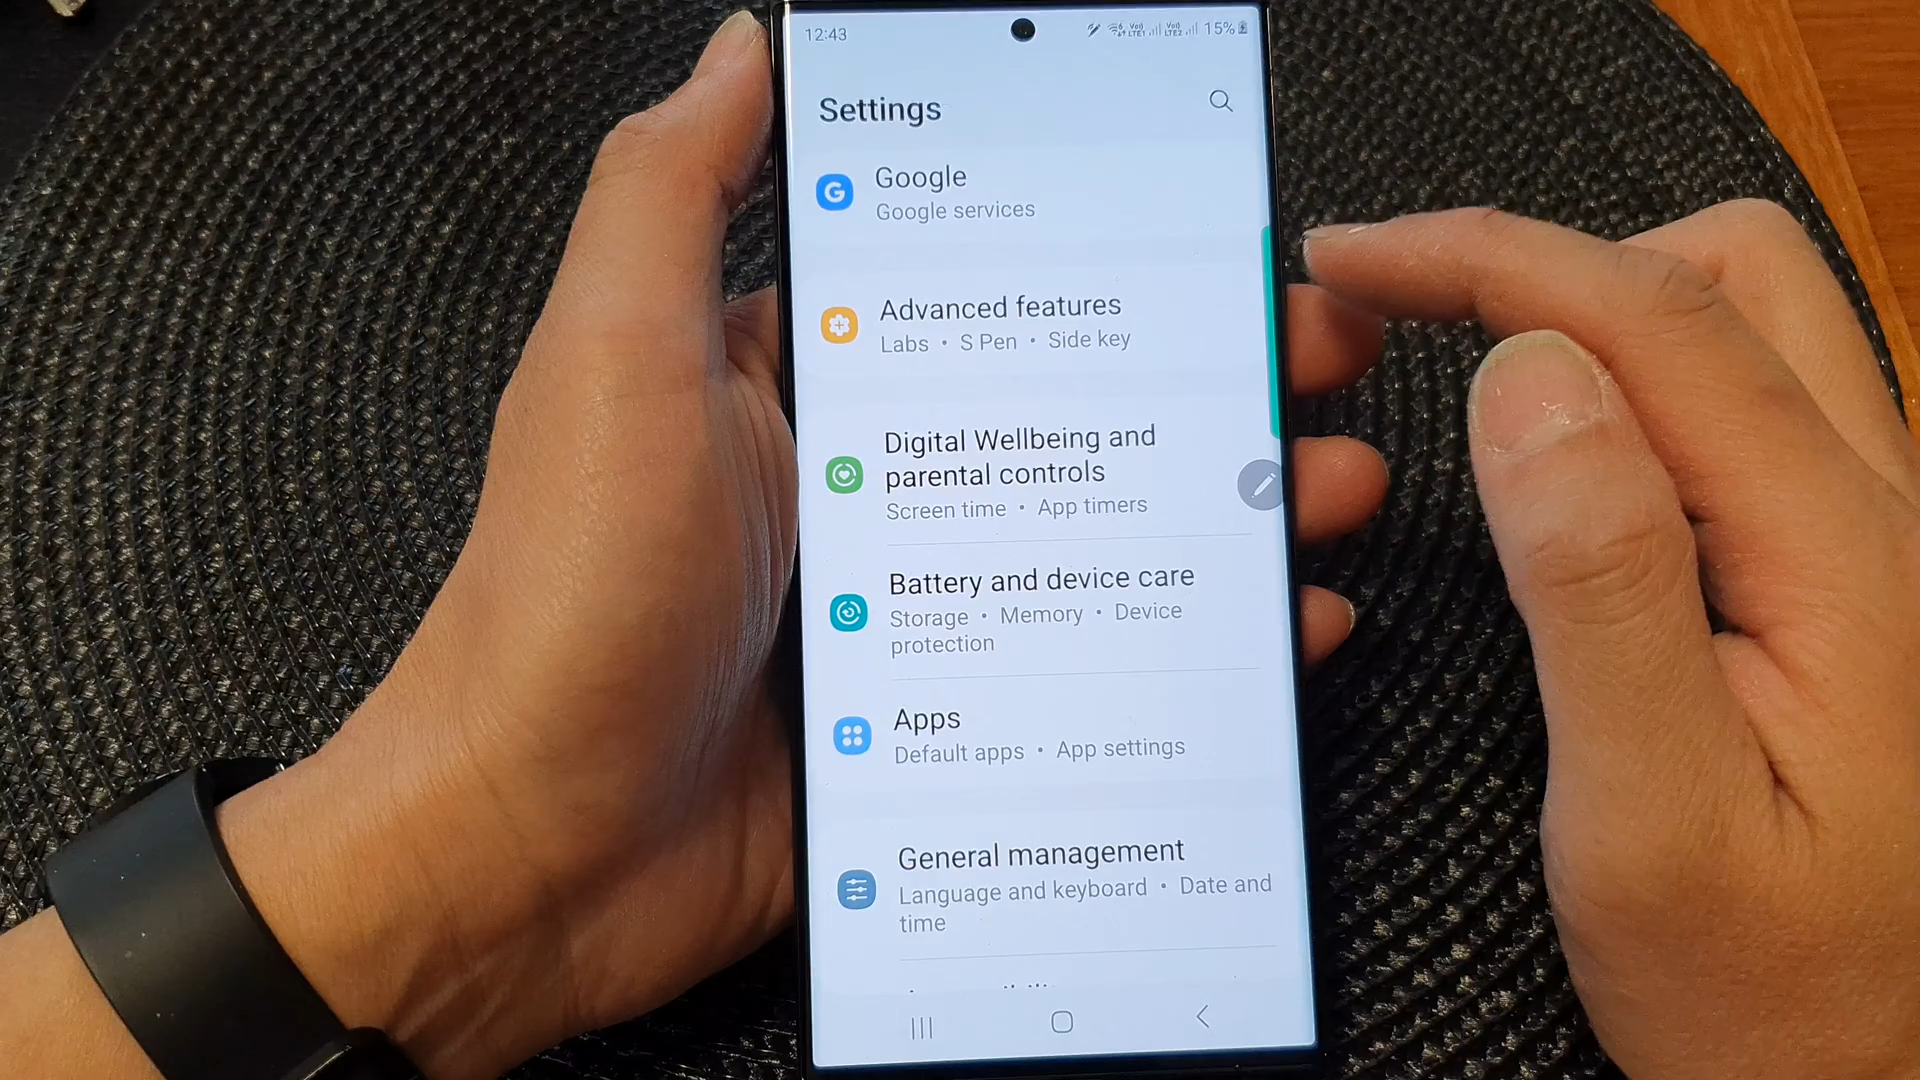 12:43
15%
Settings
Google
Google services
Advanced features
Labs • S Pen • Side key
Digital Wellbeing and
parental controls
Screen time • App timers
Battery and device care
Storage • Memory • Device
protection
Apps
Default apps • App settings
General management
Language and keyboard • Date and
time